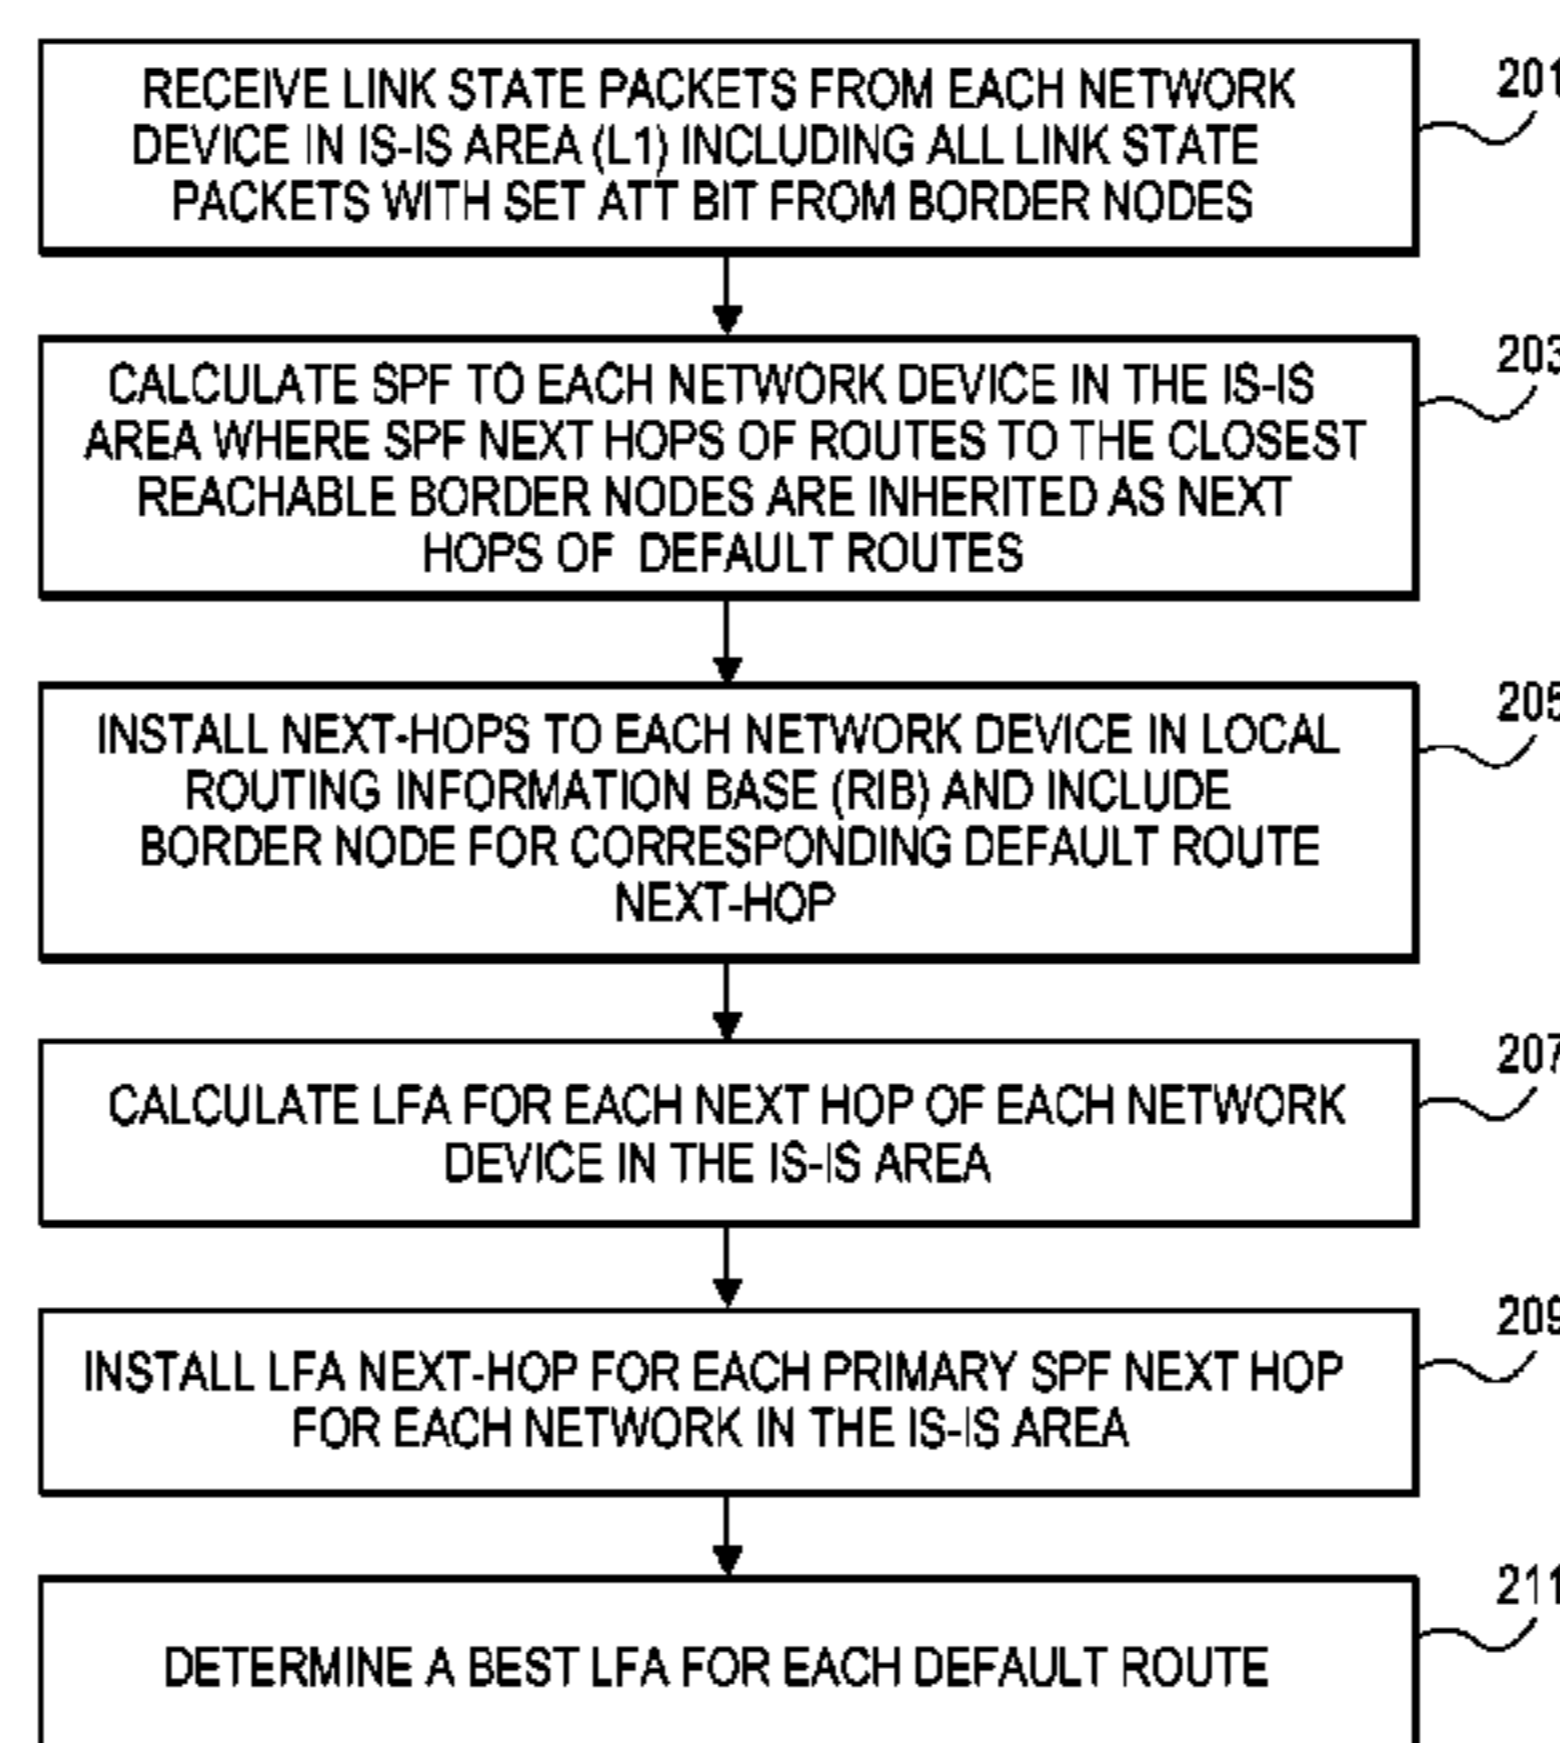 RECEIVE LINK STATE PACKETS FROM EACH NETWORK
DEVICE IN IS-IS AREA (L1) INCLUDING ALL LINK STATE
PACKETS WITH SET ATT BIT FROM BORDER NODES
201
CALCULATE SPF TO EACH NETWORK DEVICE IN THE IS-IS
AREA WHERE SPF NEXT HOPS OF ROUTES TO THE CLOSEST
REACHABLE BORDER NODES ARE INHERITED AS NEXT
HOPS OF DEFAULT ROUTES
203
INSTALL NEXT-HOPS TO EACH NETWORK DEVICE IN LOCAL
ROUTING INFORMATION BASE (RIB) AND INCLUDE
BORDER NODE FOR CORRESPONDING DEFAULT ROUTE
NEXT-HOP
205
CALCULATE LFA FOR EACH NEXT HOP OF EACH NETWORK
DEVICE IN THE IS-IS AREA
207
INSTALL LFA NEXT-HOP FOR EACH PRIMARY SPF NEXT HOP
FOR EACH NETWORK IN THE IS-IS AREA
209
DETERMINE A BEST LFA FOR EACH DEFAULT ROUTE
211